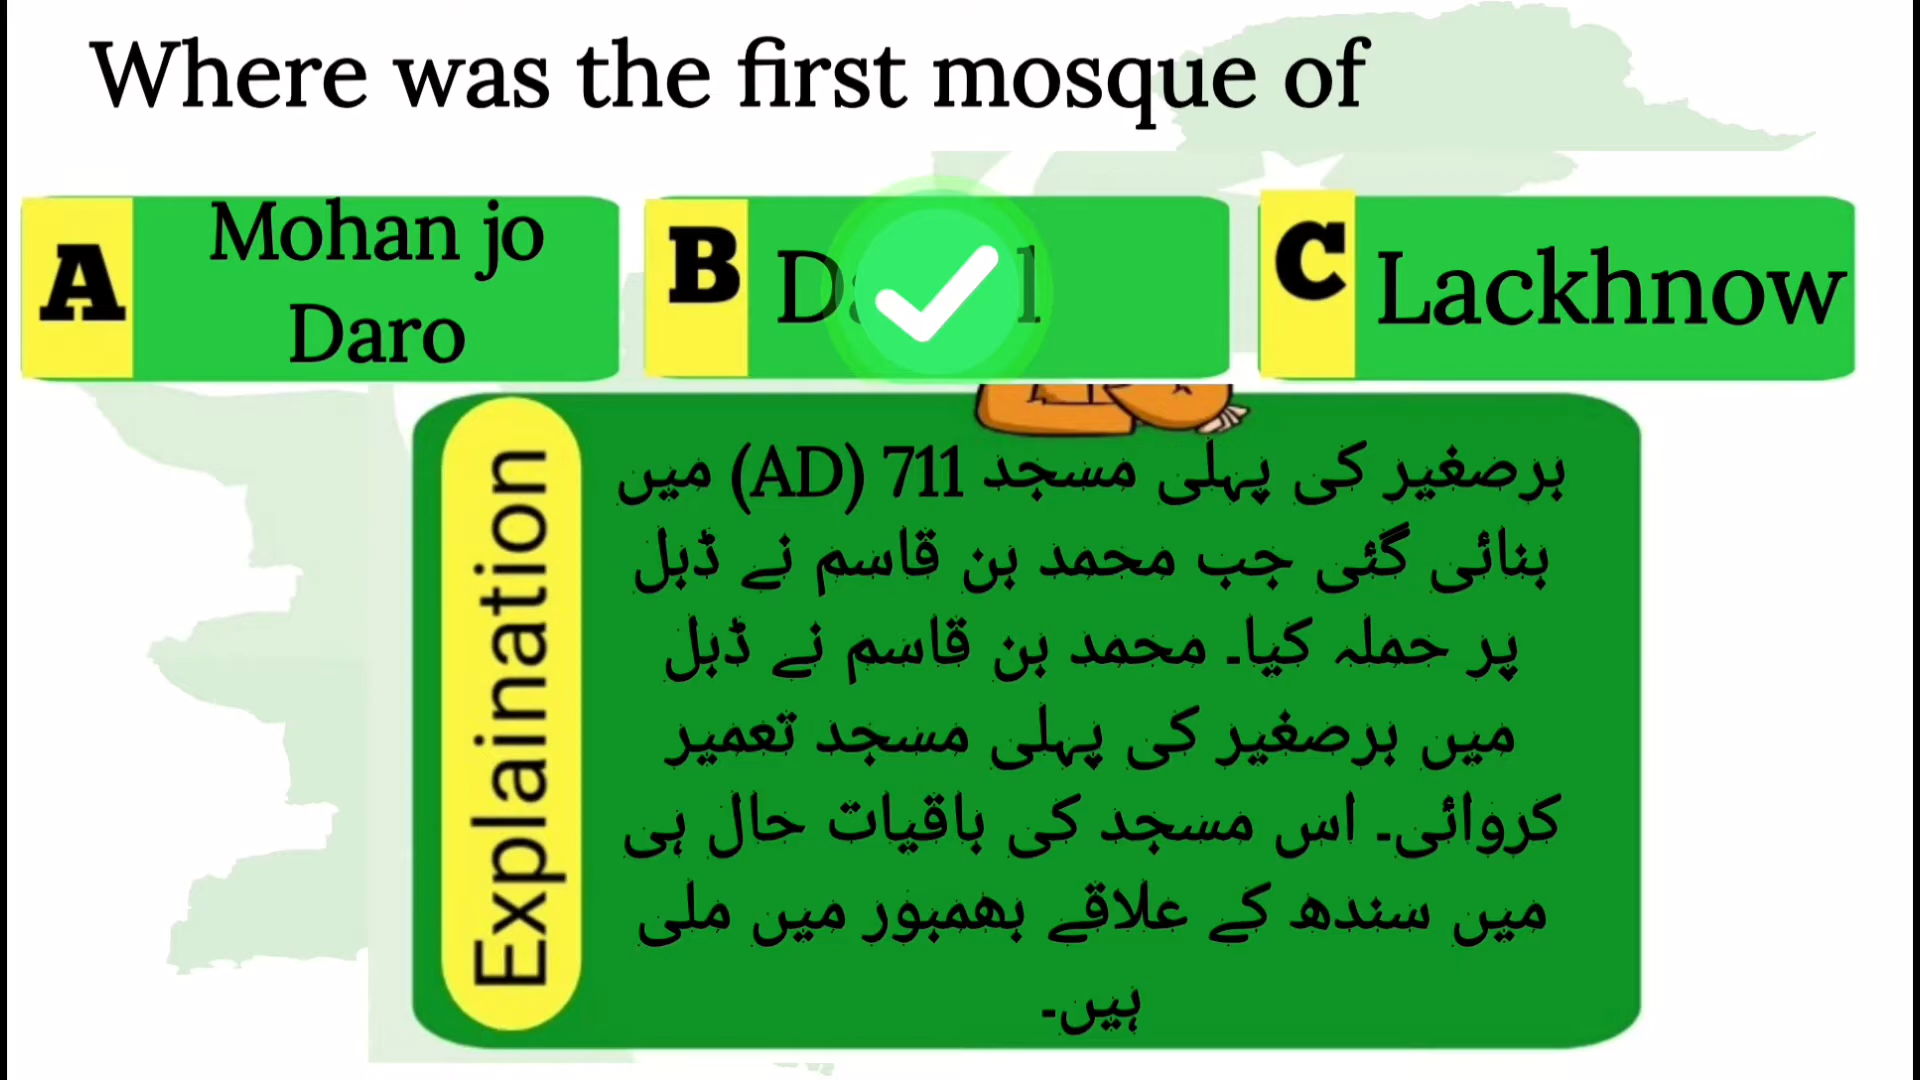 Where was the first mosque of
A
Mohan jo
Daro
B
C
Lackhnow
Explaination
برصغیر کی پہلی مسجد 711 (AD) میں
بنائی گئی جب محمد بن قاسم نے ڈبل
پر حملہ کیا۔ محمد بن قاسم نے ڈبل
میں برصغیر کی پہلی مسجد تعمیر
کروائی۔ اس مسجد کی باقیات حال ہی
میں سندھ کے علاقے بھمبور میں ملی
ہیں۔